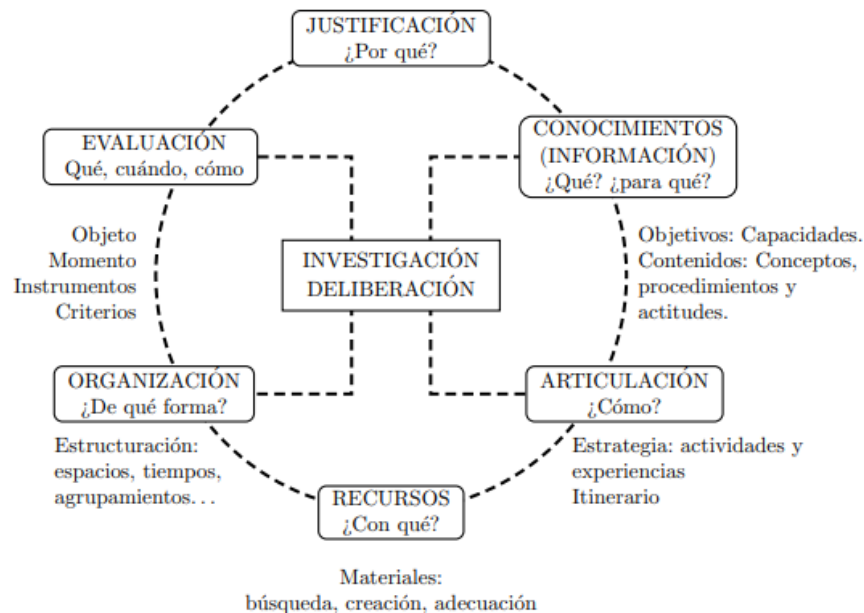 JUSTIFICACIÓN
¿Por qué?
EVALUACIÓN
Qué, cuándo, cómo
CONOCIMIENTOS
(INFORMACIÓN)
¿Qué? ¿para qué?
Objeto
Momento
Instrumentos
Criterios
INVESTIGACIÓN
DELIBERACIÓN
Objetivos: Capacidades.
Contenidos: Conceptos,
procedimientos y
actitudes.
ORGANIZACIÓN
¿De qué forma?
Estructuración:
espacios, tiempos,
agrupamientos...
ARTICULACIÓN
¿Cómo?
Estrategia: actividades y
experiencias
Itinerario
RECURSOS
¿Con qué?
Materiales:
búsqueda, creación, adecuación